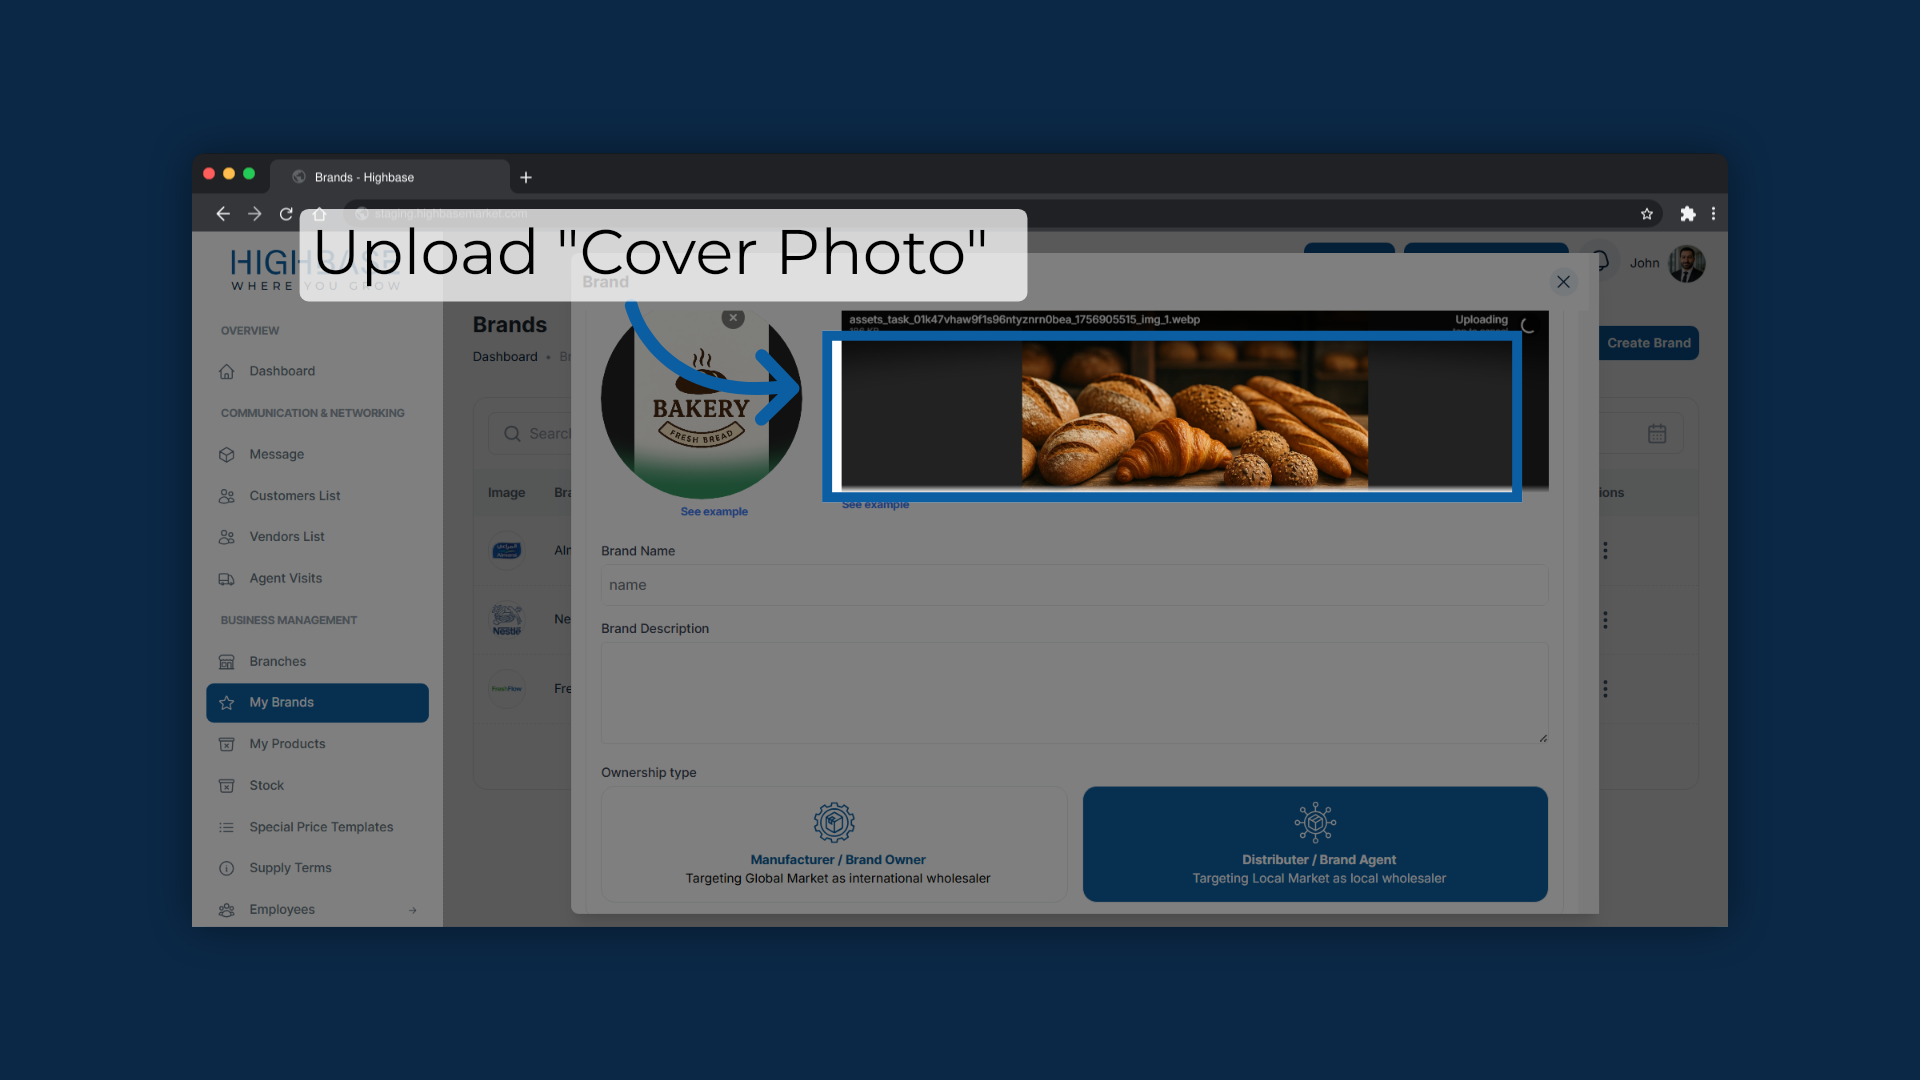 Brands - Highbase
staging.highbasemarket.com
Upload "Cover Photo"
HIGHBASE
WHERE YOU GROW
John
Brand
OVERVIEW
Dashboard
COMMUNICATION & NETWORKING
Message
Customers List
Vendors List
Agent Visits
BUSINESS MANAGEMENT
Branches
My Brands
My Products
Stock
Special Price Templates
Supply Terms
Employees
Brands
Dashboard • Br
Create Brand
Search
Image Bra
ions
Alm
Nestle
Ne
FreshFlow
Fre
BAKERY
FRESH BREAD
See example
assets_task_01k47vhaw9f1s96ntyznrn0bea_1756905515_img_1.webp
Uploading
See example
Brand Name
name
Brand Description
Ownership type
Manufacturer / Brand Owner
Targeting Global Market as international wholesaler
Distributer / Brand Agent
Targeting Local Market as local wholesaler